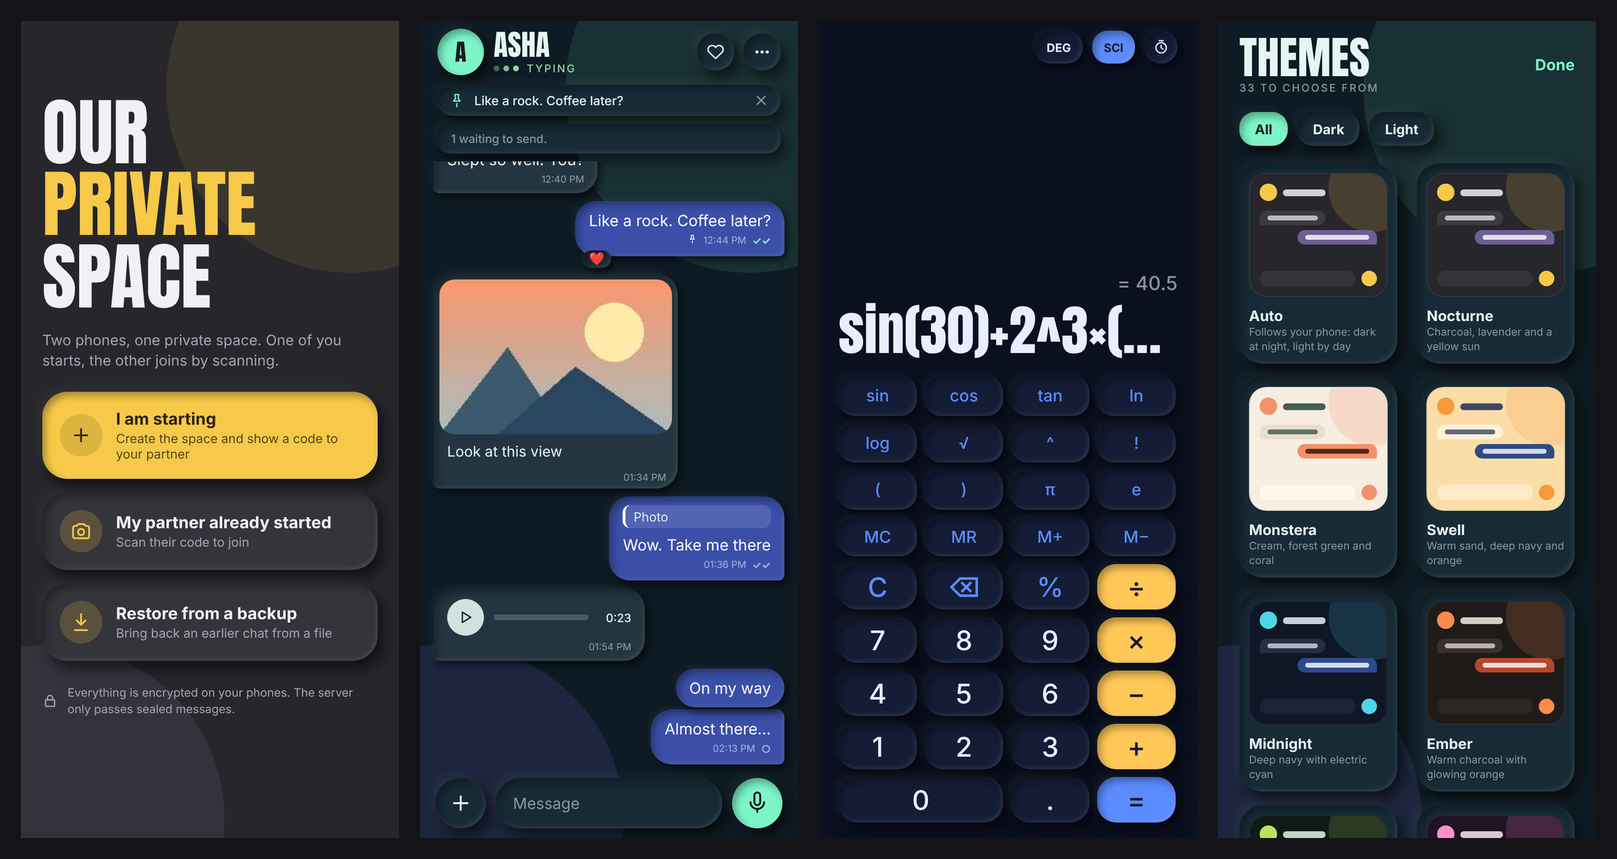 OUR
PRIVATE
SPACE
Two phones, one private space. One of you
starts, the other joins by scanning.
I am starting
Create the space and show a code to
your partner
My partner already started
Scan their code to join
Restore from a backup
Bring back an earlier chat from a file
Everything is encrypted on your phones. The server
only passes sealed messages.
A
ASHA
TYPING
Like a rock. Coffee later?
1 waiting to send.
Slept so well. You?
12:40 PM
Like a rock. Coffee later?
12:44 PM
Look at this view
01:34 PM
Photo
Wow. Take me there
01:36 PM
0:23
01:54 PM
On my way
Almost there...
02:13 PM
Message
DEG
SCI
= 40.5
sin(30)+2^3×(...
sin cos tan ln
log √ ^ !
( ) π e
MC MR M+ M−
C % ÷
7 8 9 ×
4 5 6 −
1 2 3 +
0 . =
THEMES
Done
33 TO CHOOSE FROM
All Dark Light
Auto
Follows your phone: dark
at night, light by day
Nocturne
Charcoal, lavender and a
yellow sun
Monstera
Cream, forest green and
coral
Swell
Warm sand, deep navy and
orange
Midnight
Deep navy with electric
cyan
Ember
Warm charcoal with
glowing orange